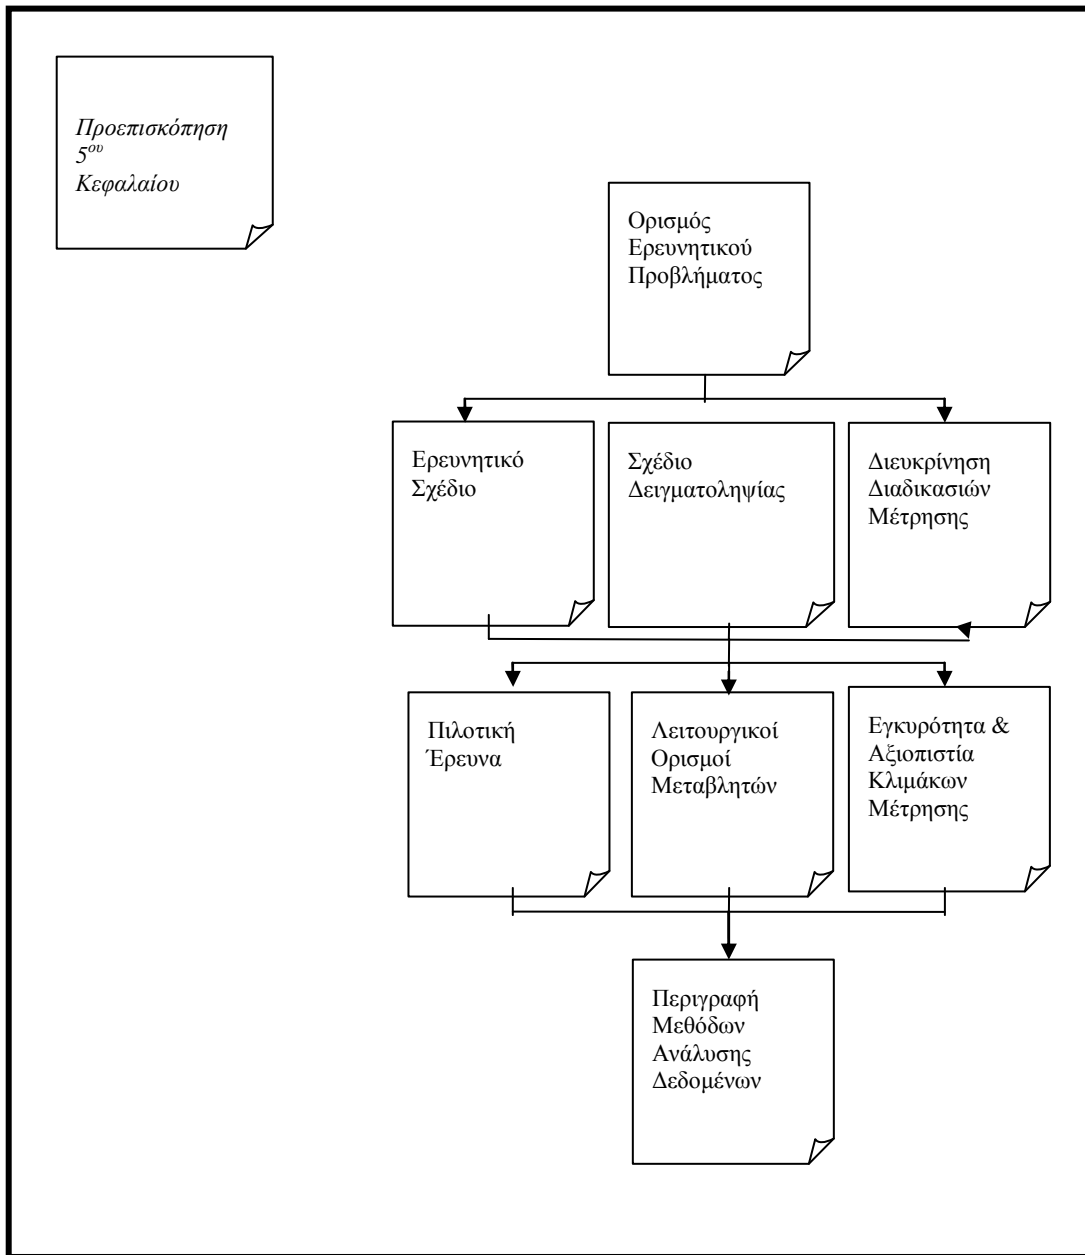 Προεπισκόπηση
5ου
Κεφαλαίου
Ορισμός
Ερευνητικού
Προβλήματος
Ερευνητικό
Σχέδιο
Σχέδιο
Δειγματοληψίας
Διευκρίνηση
Διαδικασιών
Μέτρησης
Πιλοτική
Έρευνα
Λειτουργικοί
Ορισμοί
Μεταβλητών
Εγκυρότητα &
Αξιοπιστία
Κλιμάκων
Μέτρησης
Περιγραφή
Μεθόδων
Ανάλυσης
Δεδομένων